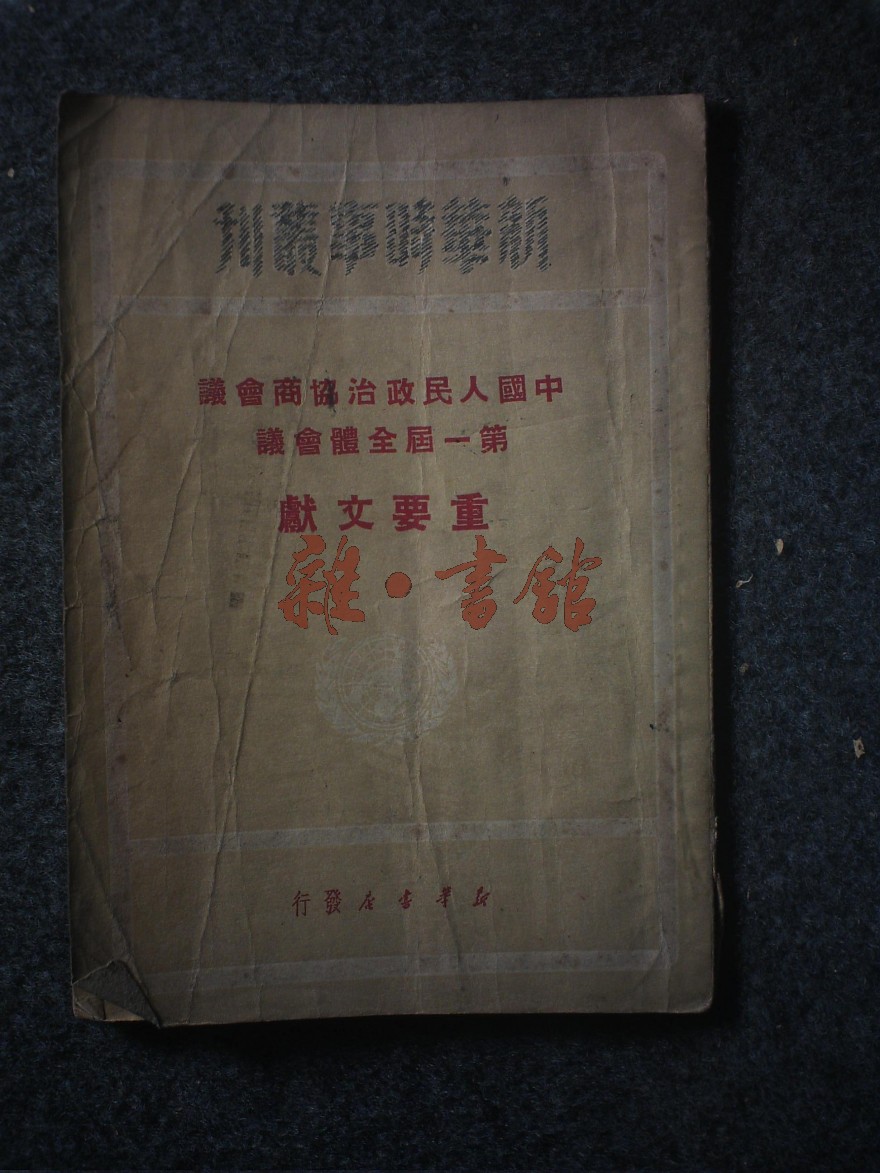 新華時事叢刊
中國人民政治協商會議
第一屆全體會議
重要文獻
雜·書館
新華書店發行